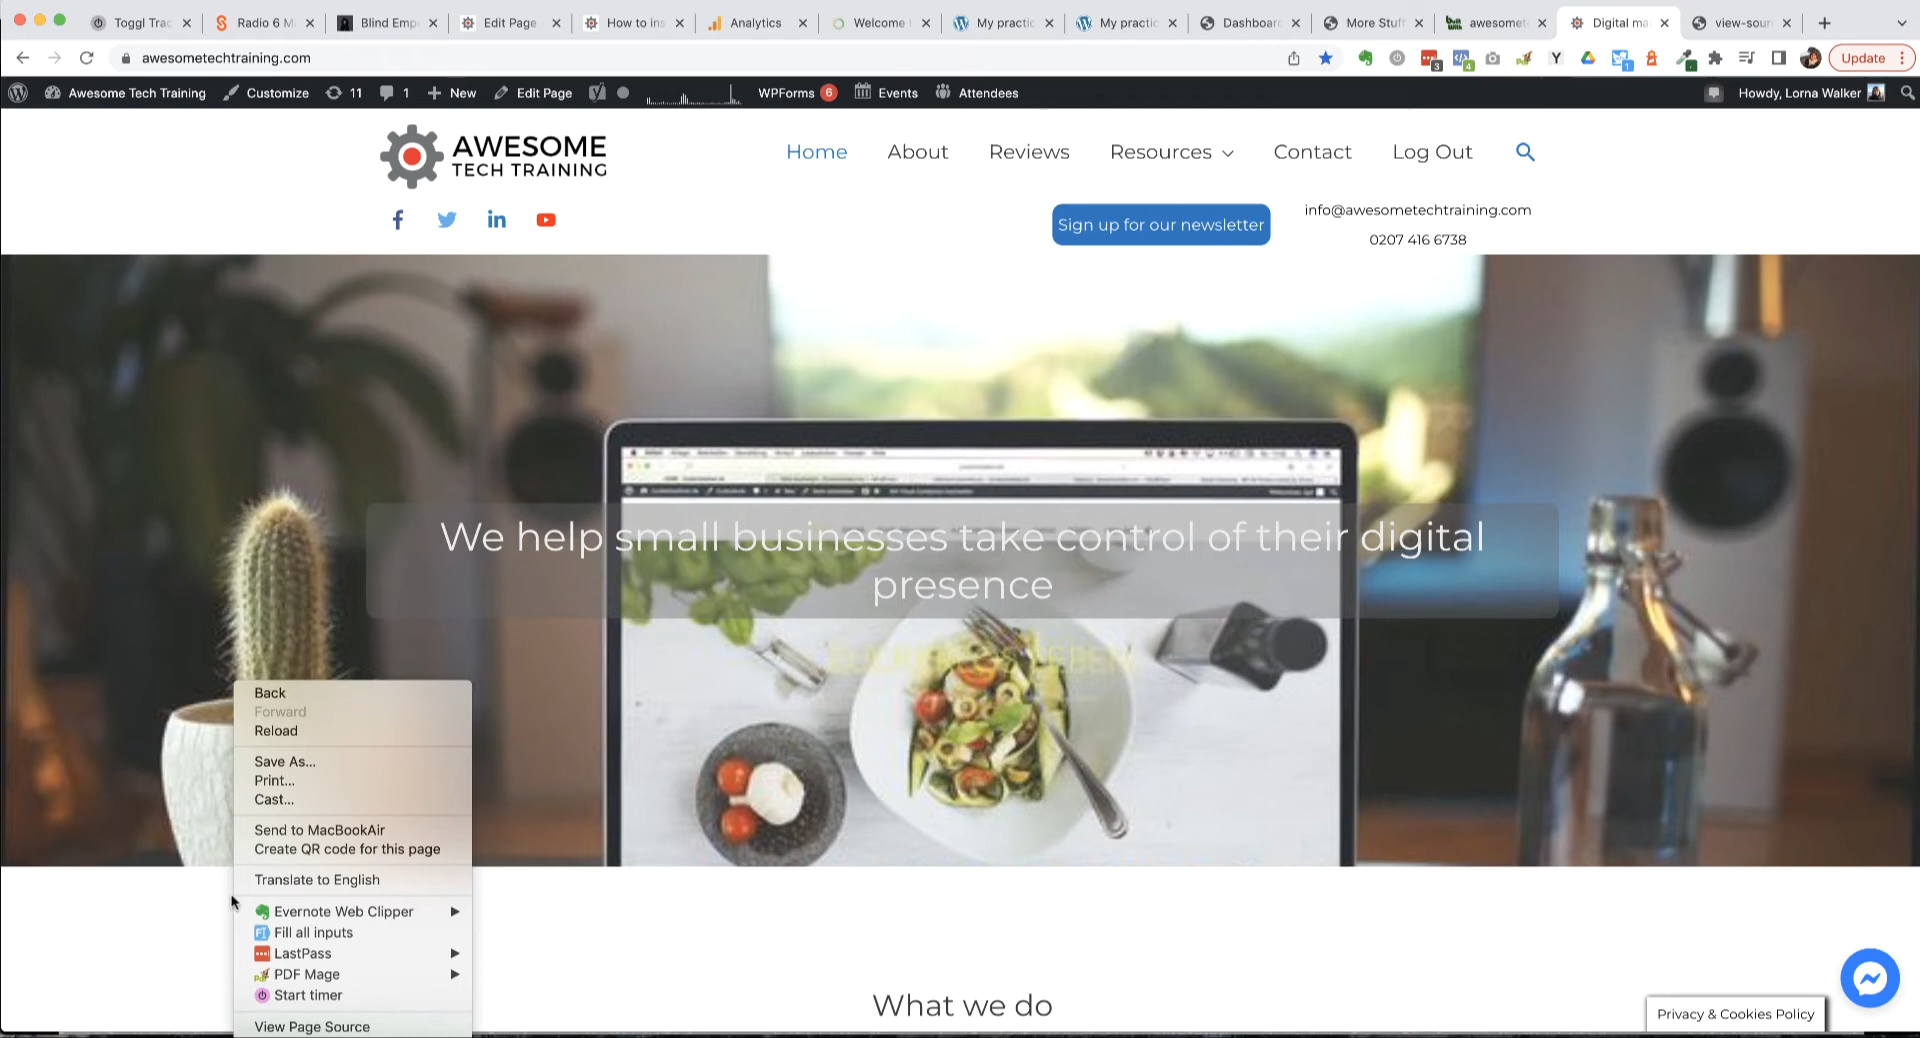 Toggl Trac
Radio 6 M
Blind Emp
Edit Page
How to ins
Analytics
Welcome
My practic
My practic
Dashboar
More Stuf
awesomet
Digital ma
view-sour
awesometechtraining.com
Update
Awesome Tech Training
Customize
11
1
New
Edit Page
WPForms 6
Events
Attendees
Howdy, Lorna Walker
AWESOME
TECH TRAINING
Home
About
Reviews
Resources
Contact
Log Out
Sign up for our newsletter
info@awesometechtraining.com
0207 416 6738
We help small businesses take control of their digital
presence
Back
Forward
Reload
Save As...
Print...
Cast...
Send to MacBookAir
Create QR code for this page
Translate to English
Evernote Web Clipper
Fill all inputs
LastPass
PDF Mage
Start timer
View Page Source
What we do
Privacy & Cookies Policy